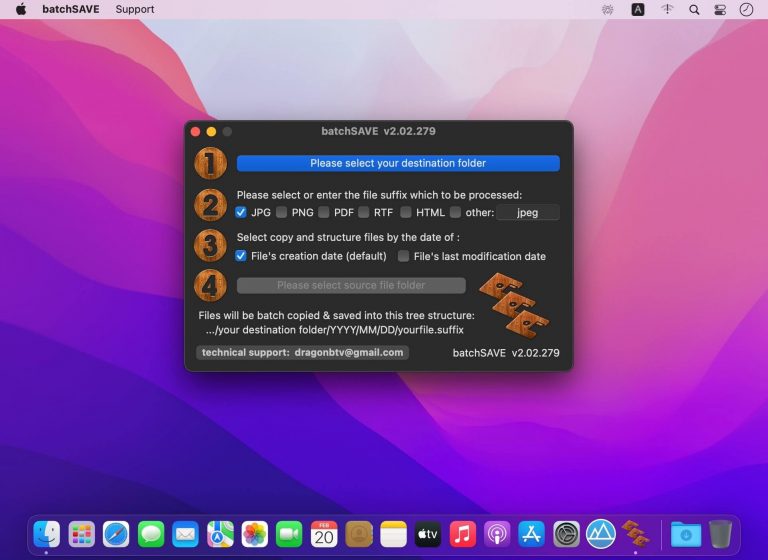 batchSAVE Support
A
batchSAVE v2.02.279
1 Please select your destination folder
2 Please select or enter the file suffix which to be processed:
JPG PNG PDF RTF HTML other: jpeg
3 Select copy and structure files by the date of :
File's creation date (default) File's last modification date
4 Please select source file folder
Files will be batch copied & saved into this tree structure:
.../your destination folder/YYYY/MM/DD/yourfile.suffix
technical support: dragonbtv@gmail.com batchSAVE v2.02.279
FEB
20
tv